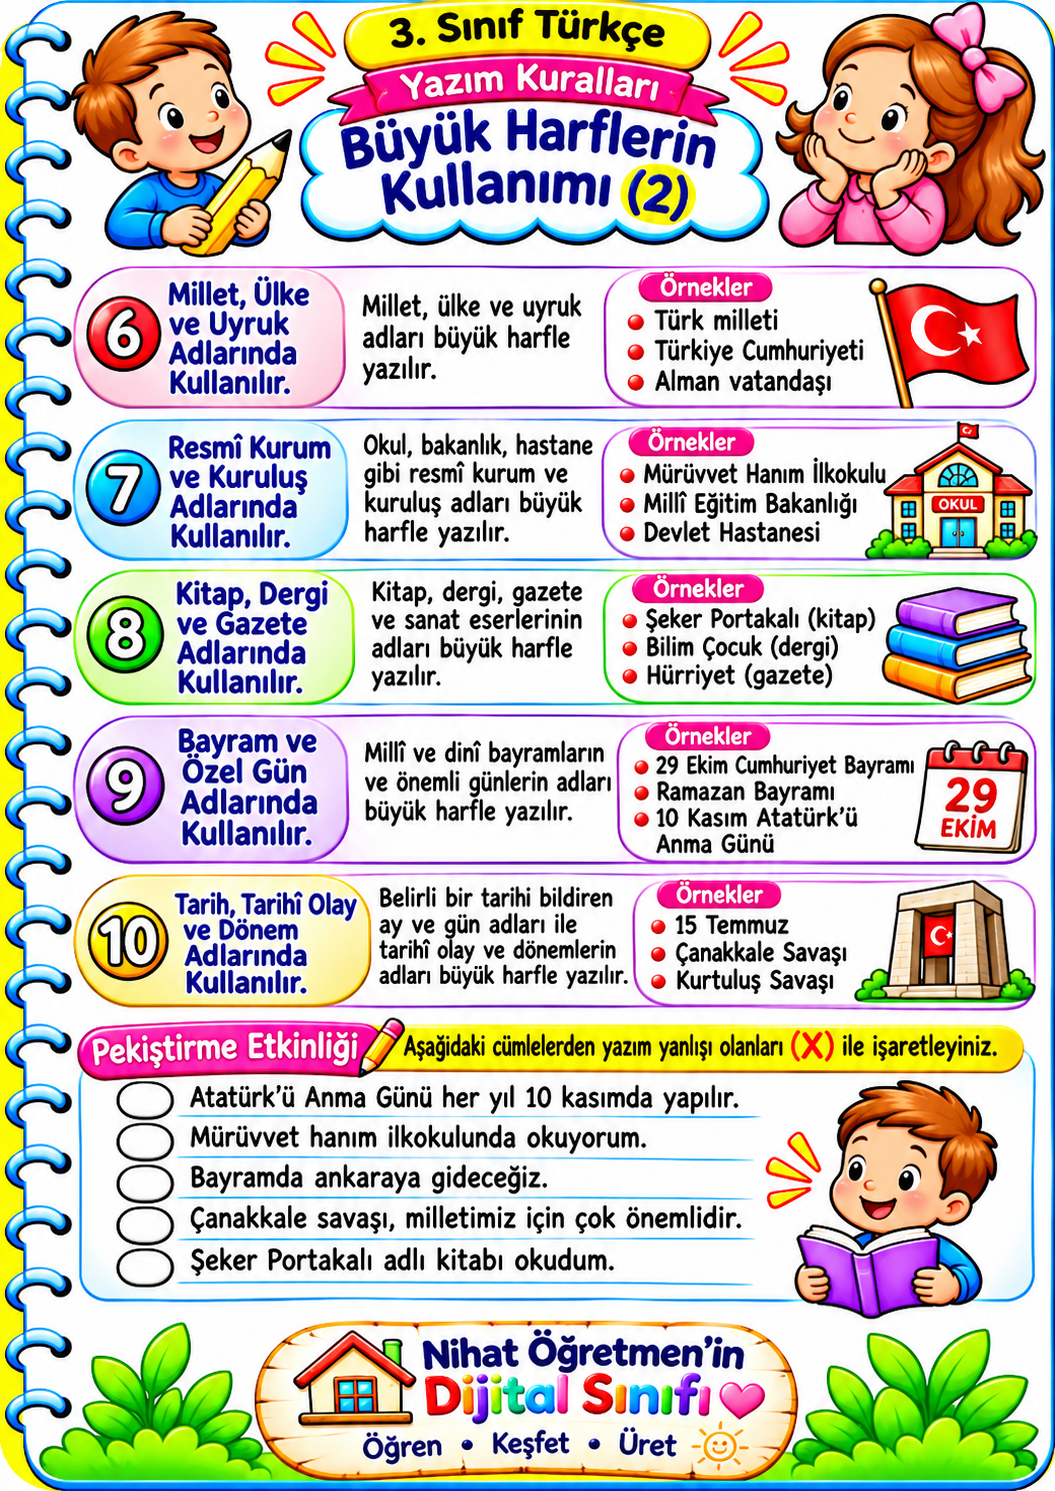 3. Sınıf Türkçe
Yazım Kuralları
Büyük Harflerin
Kullanımı (2)
6
Millet, Ülke
ve Uyruk
Adlarında
Kullanılır.
Millet, ülke ve uyruk
adları büyük harfle
yazılır.
Örnekler
Türk milleti
Türkiye Cumhuriyeti
Alman vatandaşı
7
Resmî Kurum
ve Kuruluş
Adlarında
Kullanılır.
Okul, bakanlık, hastane
gibi resmî kurum ve
kuruluş adları büyük
harfle yazılır.
Örnekler
Mürüvvet Hanım İlkokulu
Millî Eğitim Bakanlığı
Devlet Hastanesi
OKUL
8
Kitap, Dergi
ve Gazete
Adlarında
Kullanılır.
Kitap, dergi, gazete
ve sanat eserlerinin
adları büyük harfle
yazılır.
Örnekler
Şeker Portakalı (kitap)
Bilim Çocuk (dergi)
Hürriyet (gazete)
9
Bayram ve
Özel Gün
Adlarında
Kullanılır.
Millî ve dinî bayramların
ve önemli günlerin adları
büyük harfle yazılır.
Örnekler
29 Ekim Cumhuriyet Bayramı
Ramazan Bayramı
10 Kasım Atatürk'ü
Anma Günü
29
EKİM
10
Tarih, Tarihî Olay
ve Dönem
Adlarında
Kullanılır.
Belirli bir tarihi bildiren
ay ve gün adları ile
tarihî olay ve dönemlerin
adları büyük harfle yazılır.
Örnekler
15 Temmuz
Çanakkale Savaşı
Kurtuluş Savaşı
Pekiştirme Etkinliği
Aşağıdaki cümlelerden yazım yanlışı olanları (X) ile işaretleyiniz.
Atatürk'ü Anma Günü her yıl 10 kasımda yapılır.
Mürüvvet hanım ilkokulunda okuyorum.
Bayramda ankaraya gideceğiz.
Çanakkale savaşı, milletimiz için çok önemlidir.
Şeker Portakalı adlı kitabı okudum.
Nihat Öğretmen'in
Dijital Sınıfı
Öğren • Keşfet • Üret